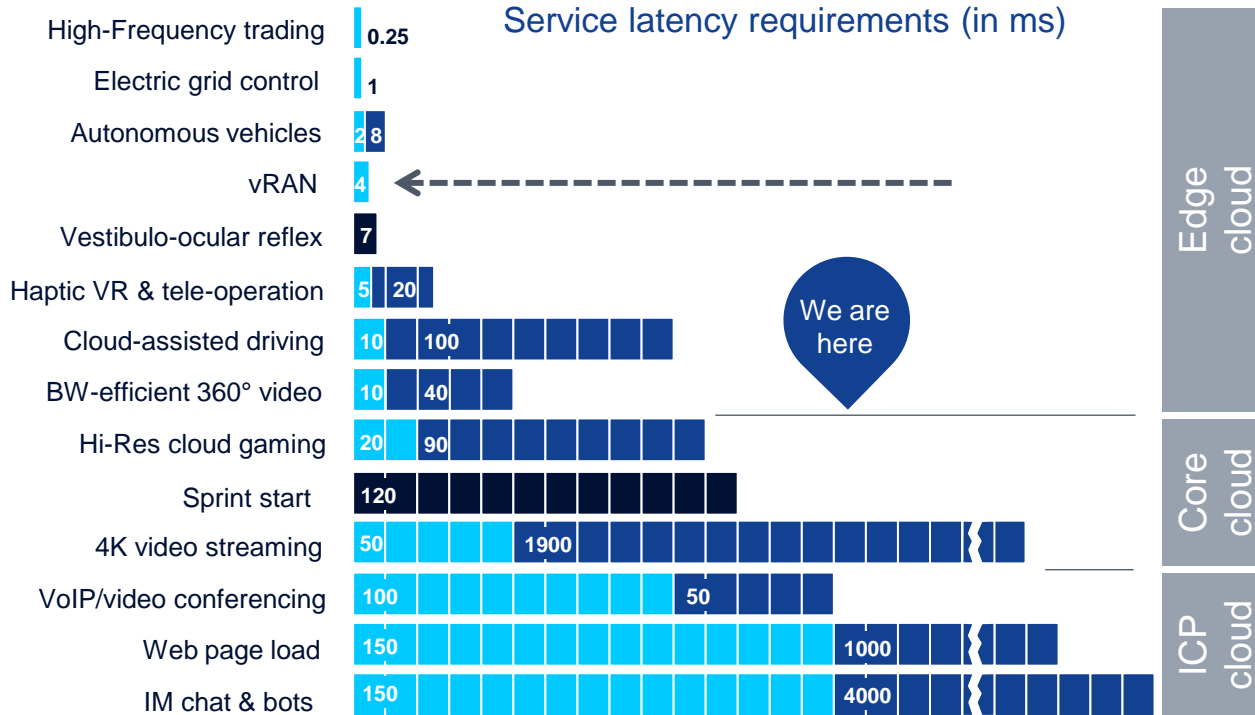 Service latency requirements (in ms)
High-Frequency trading 0.25
Electric grid control 1
Autonomous vehicles 2 8
vRAN 4
Vestibulo-ocular reflex 7
Haptic VR & tele-operation 5 20
Cloud-assisted driving 10 100
BW-efficient 360° video 10 40
Hi-Res cloud gaming 20 90
Sprint start 120
4K video streaming 50 1900
VoIP/video conferencing 100 50
Web page load 150 1000
IM chat & bots 150 4000
We are
here
Edge
cloud
Core
cloud
ICP
cloud